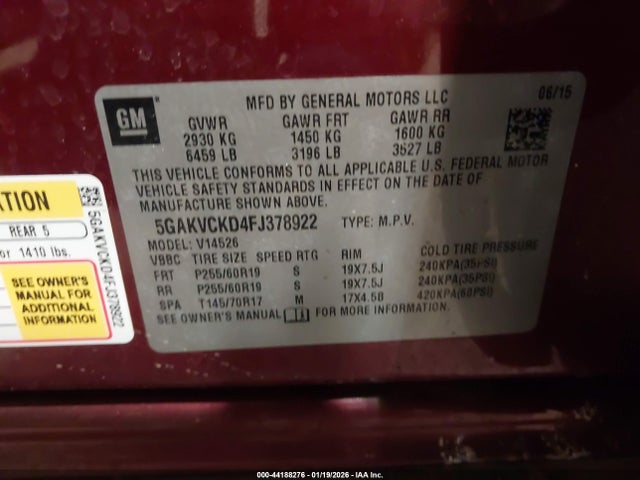 GM
MFD BY GENERAL MOTORS LLC 06/15
GVWR GAWR FRT GAWR RR
2930 KG 1450 KG 1600 KG
6459 LB 3196 LB 3527 LB
THIS VEHICLE CONFORMS TO ALL APPLICABLE U.S. FEDERAL MOTOR
VEHICLE SAFETY STANDARDS IN EFFECT ON THE DATE OF
MANUFACTURE SHOWN ABOVE.
5GAKVCKD4FJ378922 TYPE: M.P.V.
MODEL: V14526
VBBC TIRE SIZE SPEED RTG RIM COLD TIRE PRESSURE
FRT P255/60R19 S 19X7.5J 240KPA(35PSI)
RR P255/60R19 S 19X7.5J 240KPA(35PSI)
SPA T145/70R17 M 17X4.5B 420KPA(60PSI)
SEE OWNER'S MANUAL FOR MORE INFORMATION.
ATION
REAR 5
or 1410 lbs.
SEE OWNER'S
MANUAL FOR
ADDITIONAL
INFORMATION
5GAKVCKD4FJ378922
000-44188276 - 01/19/2026 - IAA Inc.